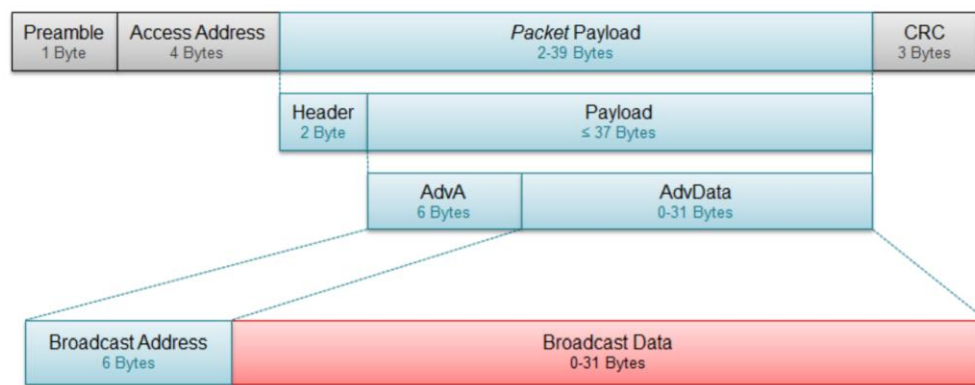 Preamble
1 Byte
Access Address
4 Bytes
Packet Payload
2-39 Bytes
CRC
3 Bytes
Header
2 Byte
Payload
≤ 37 Bytes
AdvA
6 Bytes
AdvData
0-31 Bytes
Broadcast Address
6 Bytes
Broadcast Data
0-31 Bytes